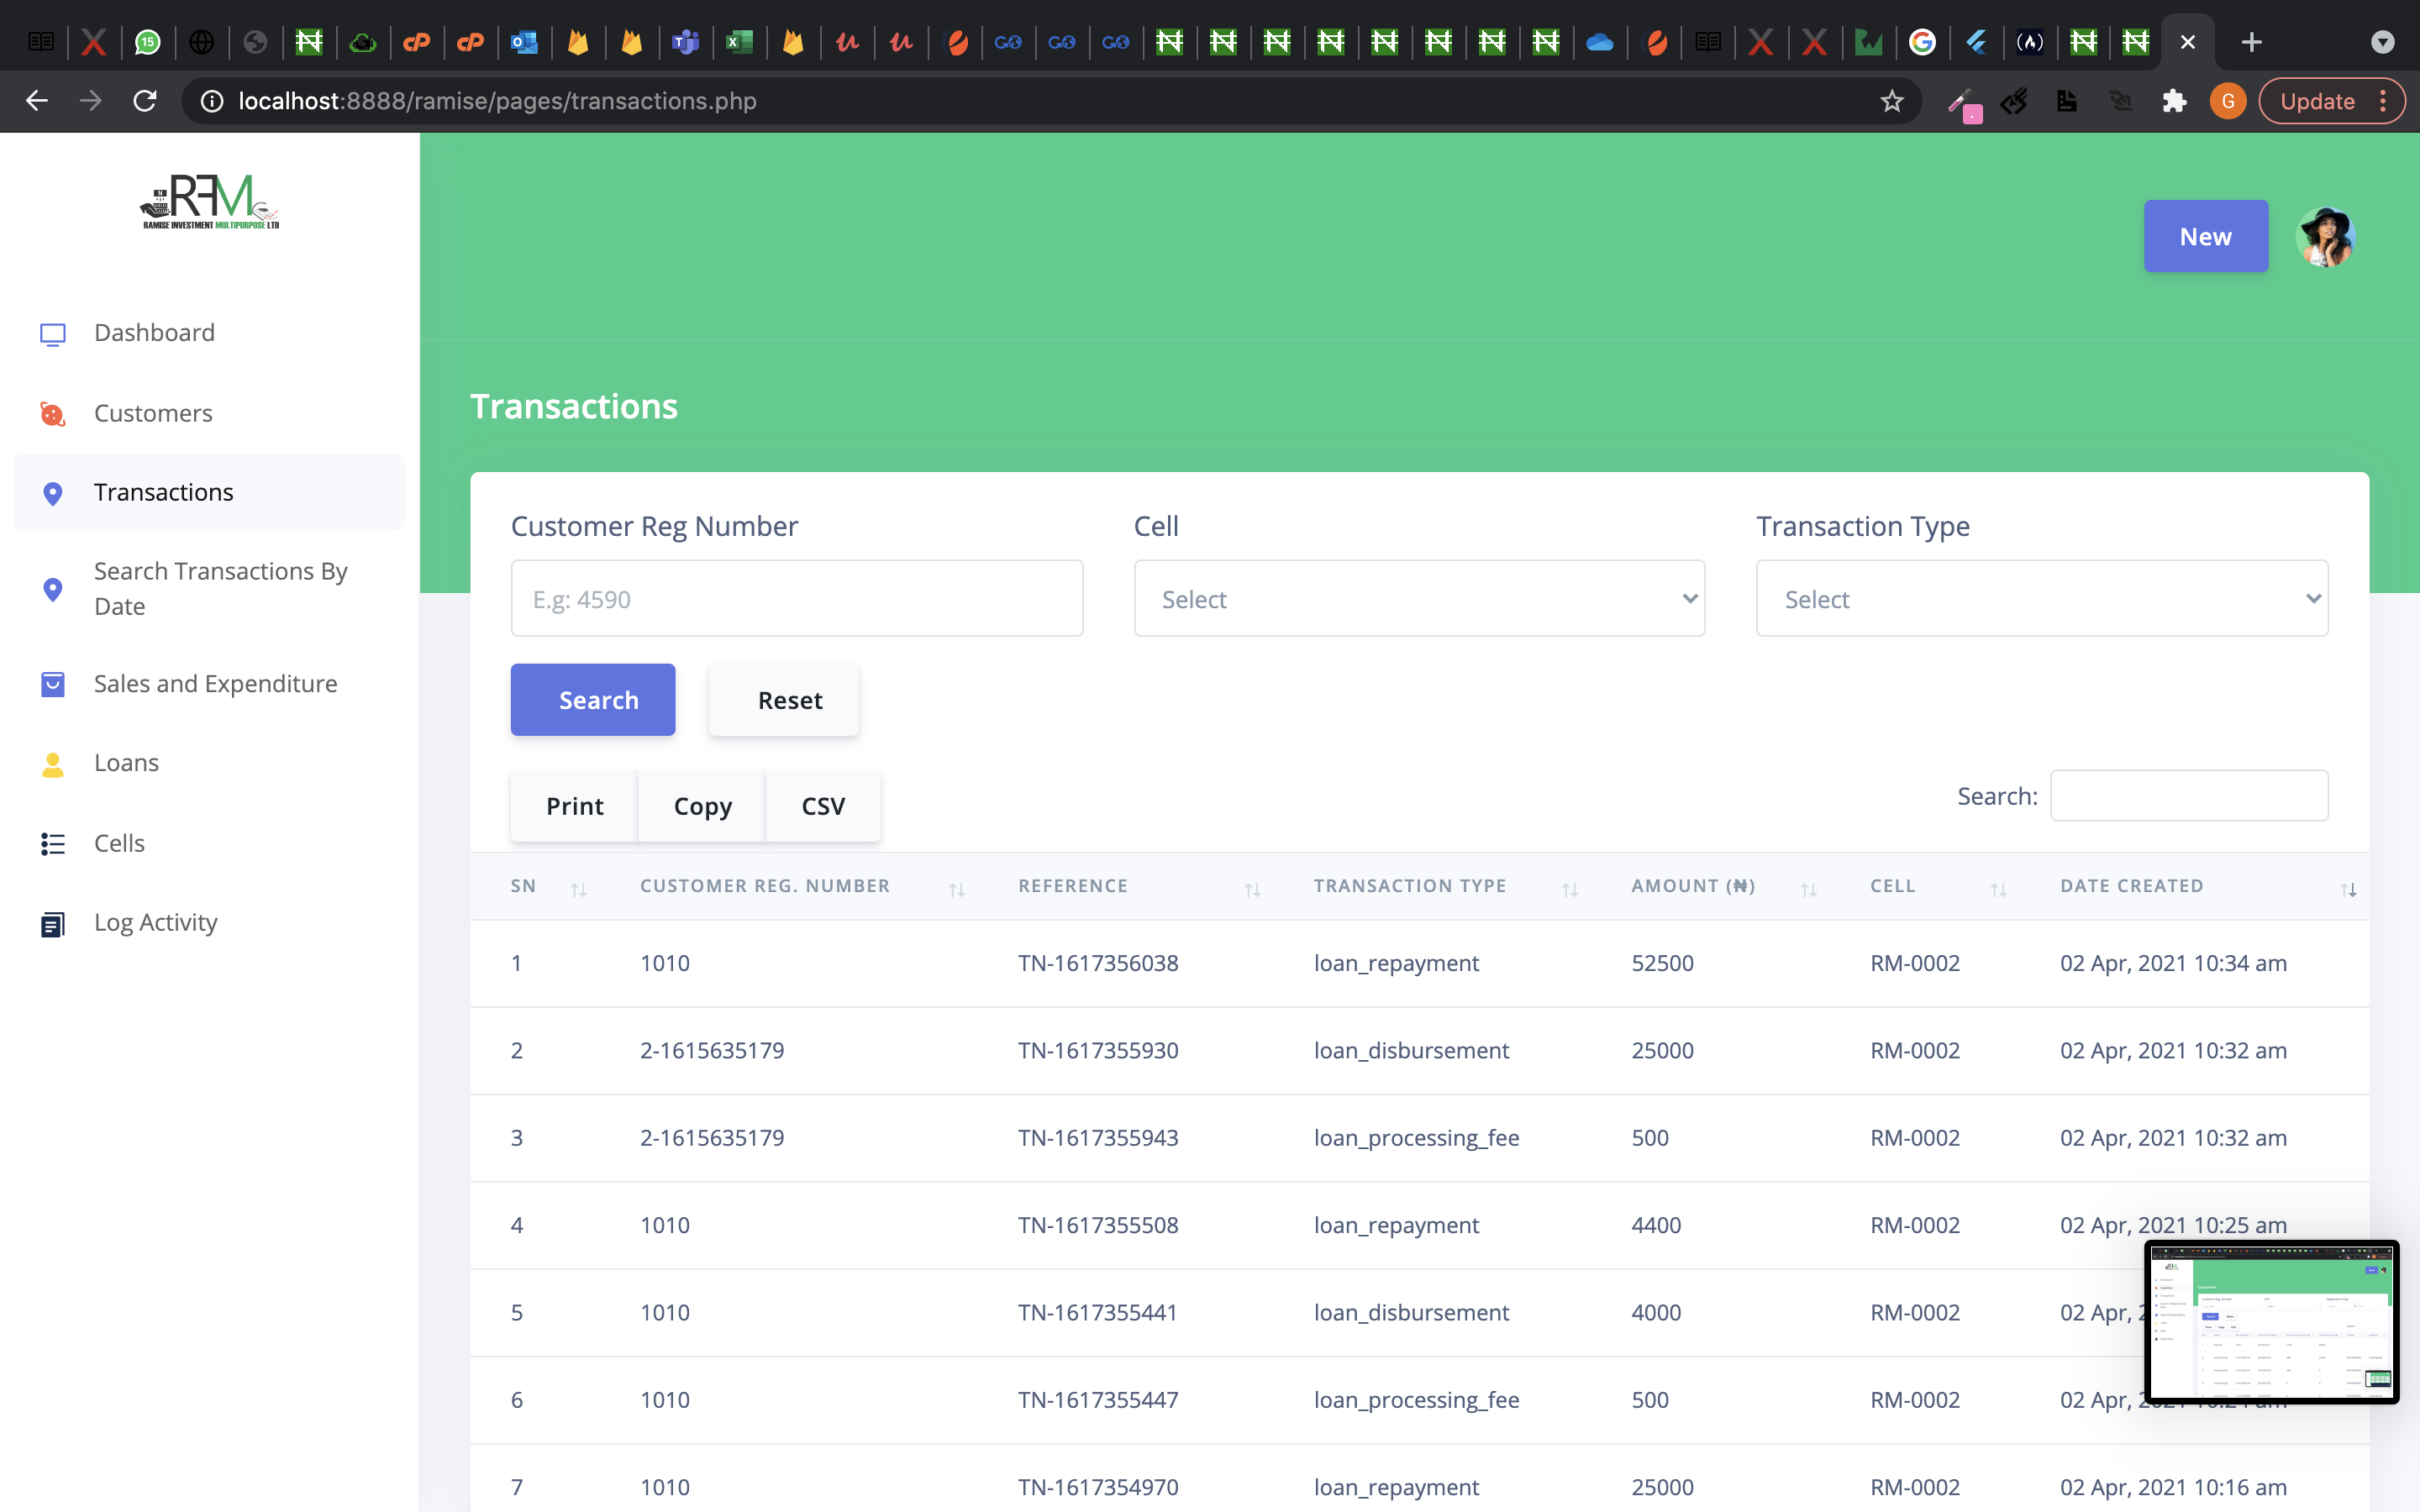 15
localhost:8888/ramise/pages/transactions.php
G
Update
RFM
RAMISE INVESTMENT MULTIPURPOSE LTD
New
Dashboard
Customers
Transactions
Search Transactions By
Date
Sales and Expenditure
Loans
Cells
Log Activity
Transactions
Customer Reg Number Cell Transaction Type
E.g: 4590 Select Select
Search Reset
Print Copy CSV Search:
SN CUSTOMER REG. NUMBER REFERENCE TRANSACTION TYPE AMOUNT (₦) CELL DATE CREATED
1 1010 TN-1617356038 loan_repayment 52500 RM-0002 02 Apr, 2021 10:34 am
2 2-1615635179 TN-1617355930 loan_disbursement 25000 RM-0002 02 Apr, 2021 10:32 am
3 2-1615635179 TN-1617355943 loan_processing_fee 500 RM-0002 02 Apr, 2021 10:32 am
4 1010 TN-1617355508 loan_repayment 4400 RM-0002 02 Apr, 2021 10:25 am
5 1010 TN-1617355441 loan_disbursement 4000 RM-0002 02 Apr,
6 1010 TN-1617355447 loan_processing_fee 500 RM-0002 02 Apr,
7 1010 TN-1617354970 loan_repayment 25000 RM-0002 02 Apr, 2021 10:16 am